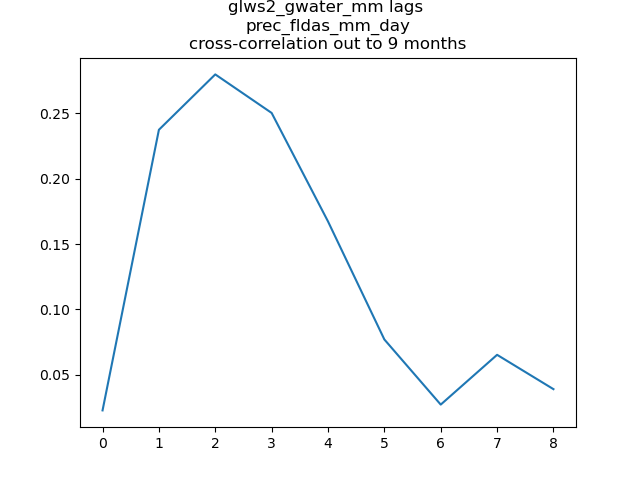 glws2_gwater_mm lags
prec_fldas_mm_day
cross-correlation out to 9 months
0.25
0.20
0.15
0.10
0.05
0 1 2 3 4 5 6 7 8